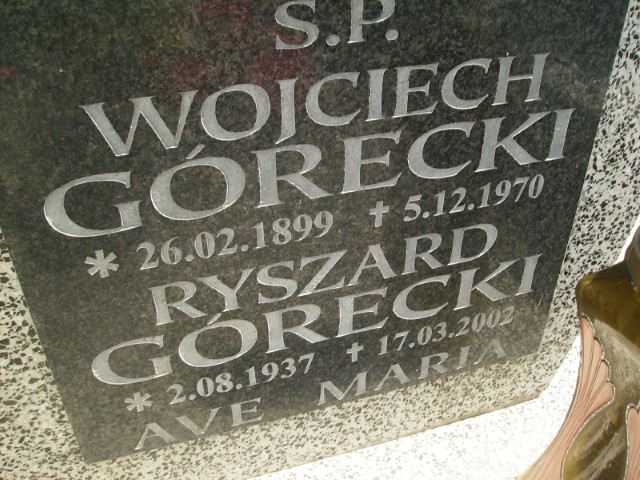 S.P.
WOJCIECH
GÓRECKI
* 26.02.1899 ✝ 5.12.1970
RYSZARD
GÓRECKI
* 2.08.1937 ✝ 17.03.2002
AVE MARIA